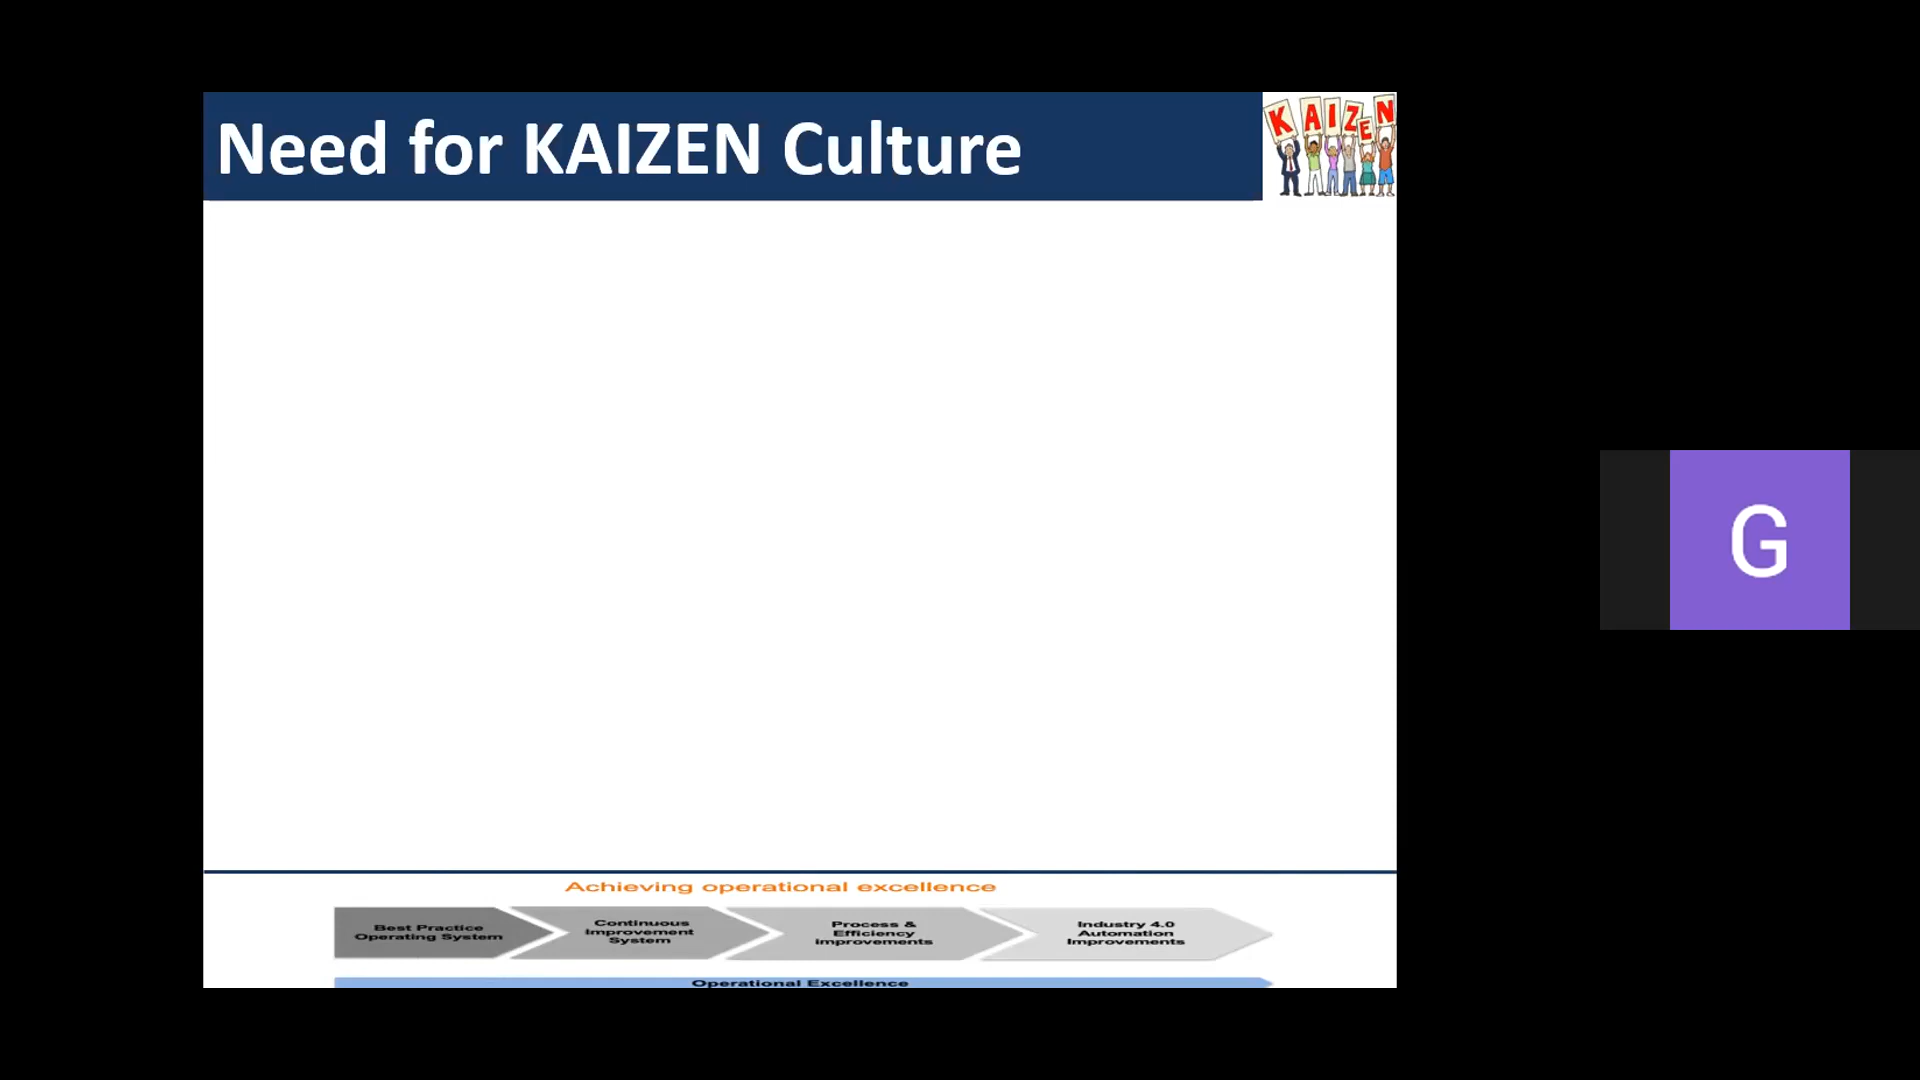 Need for KAIZEN Culture
KAIZEN
G
Achieving operational excellence
Best Practice
Operating System
Continuous
Improvement
System
Process &
Efficiency
improvements
Industry 4.0
Automation
Improvements
Operational Excellence